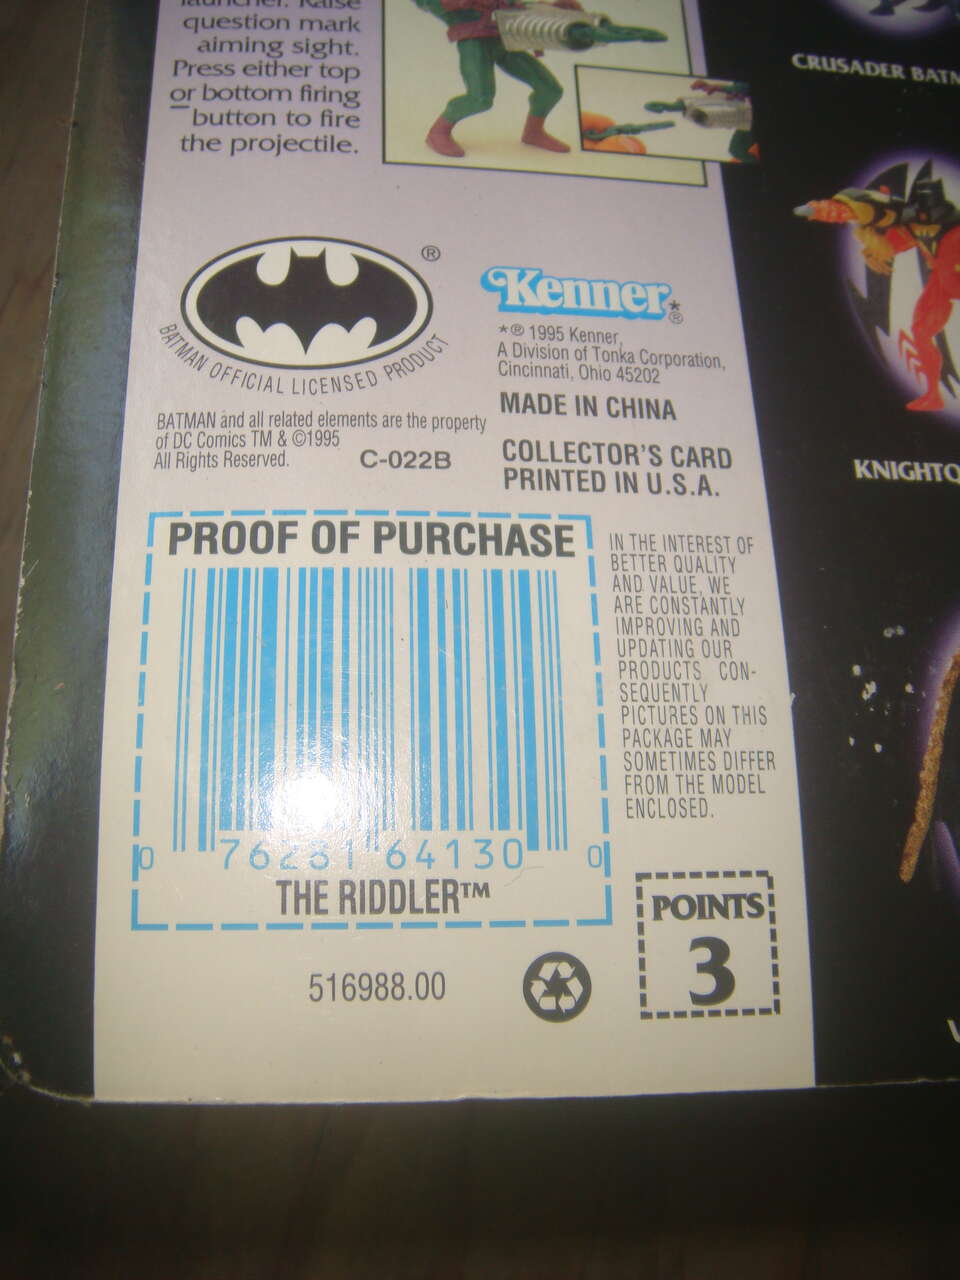 launcher. Raise
question mark
aiming sight.
Press either top
or bottom firing
button to fire
the projectile.
CRUSADER BATM
®
BATMAN OFFICIAL LICENSED PRODUCT
Kenner*®
*® 1995 Kenner,
A Division of Tonka Corporation,
Cincinnati, Ohio 45202
MADE IN CHINA
BATMAN and all related elements are the property
of DC Comics TM & ©1995
All Rights Reserved. C-022B
COLLECTOR'S CARD
PRINTED IN U.S.A.
KNIGHTQ
PROOF OF PURCHASE
0 76281 64130 0
THE RIDDLER™
IN THE INTEREST OF
BETTER QUALITY
AND VALUE, WE
ARE CONSTANTLY
IMPROVING AND
UPDATING OUR
PRODUCTS CON-
SEQUENTLY
PICTURES ON THIS
PACKAGE MAY
SOMETIMES DIFFER
FROM THE MODEL
ENCLOSED.
POINTS
3
516988.00